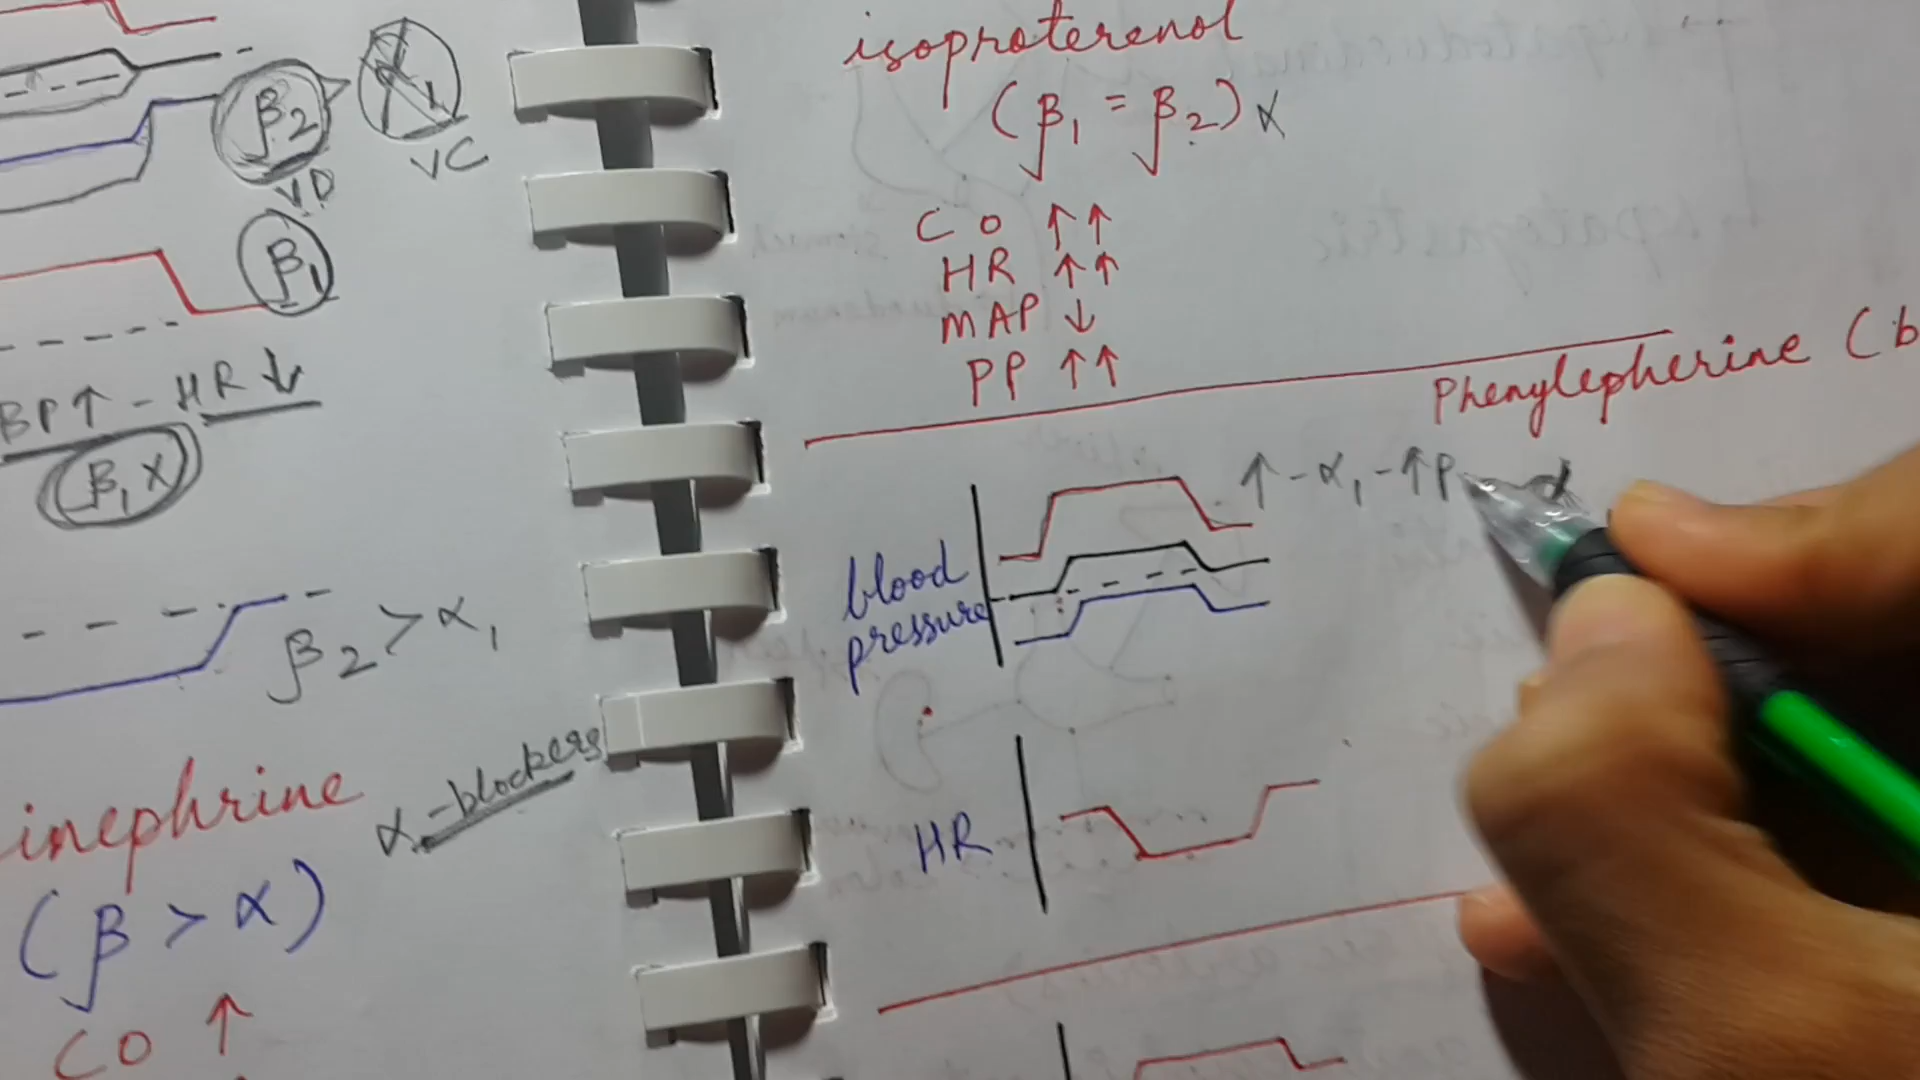 β2
α1
VD
VC
β1
BP↑ - HR↓
β1 X
β2 > α1
α-blockers
inephrine
(β > α)
CO ↑
isoproterenol
(β1 = β2) α
CO ↑↑
HR ↑↑
MAP ↓
PP ↑↑
Phenylepherine (b
↑ - α1 - ↑P
blood
pressure
HR